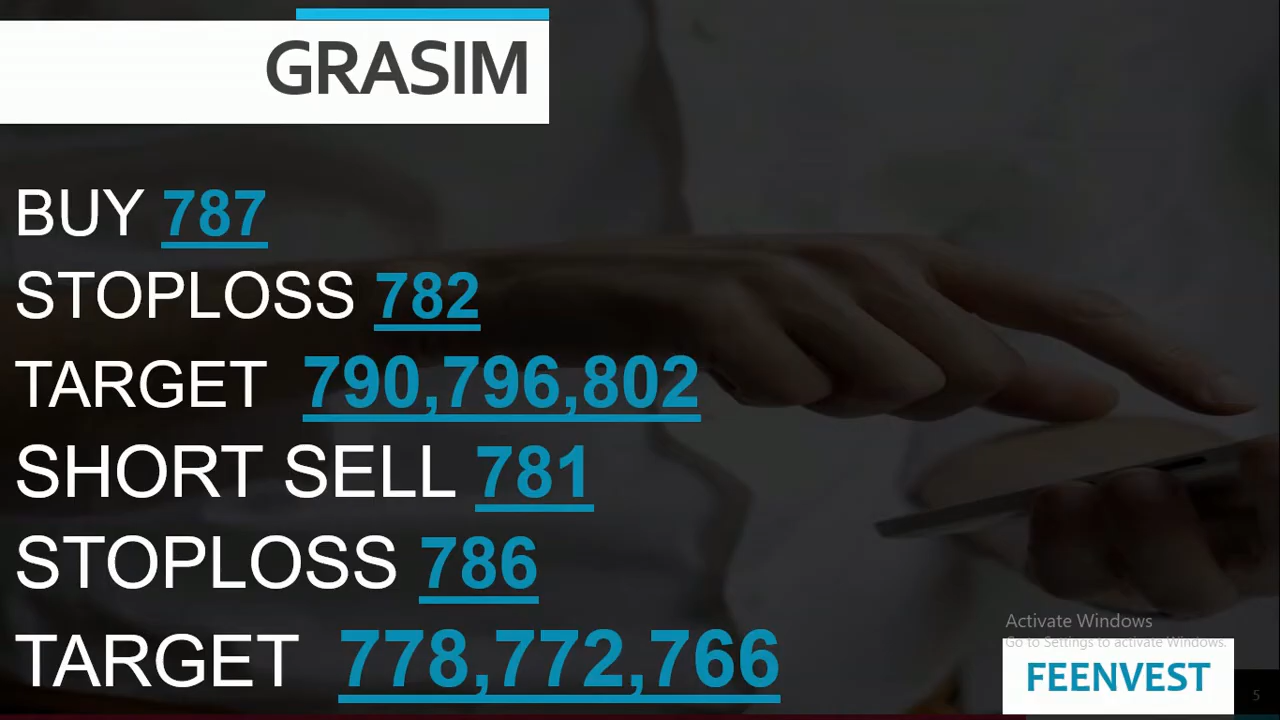 GRASIM
BUY 787
STOPLOSS 782
TARGET 790,796,802
SHORT SELL 781
STOPLOSS 786
TARGET 778,772,766
Activate Windows
Go to Settings to activate Windows.
FEENVEST
5